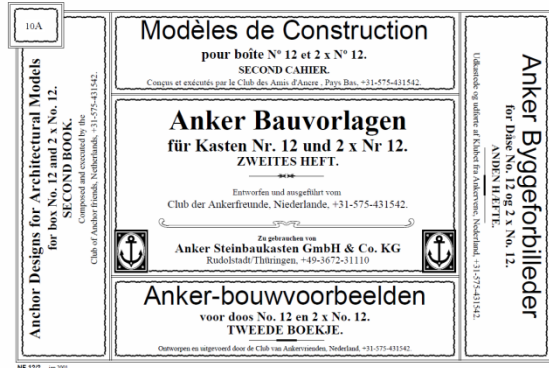 10A
Anchor Designs for Architectural Models
for box No. 12 and 2 x No. 12.
SECOND BOOK.
Composed and executed by the
Club of Anchor friends, Netherlands, +31-575-431542.
Modèles de Construction
pour boîte Nº 12 et 2 x Nº 12.
SECOND CAHIER.
Conçus et exécutés par le Club des Amis d'Ancre , Pays Bas, +31-575-431542.
Anker Bauvorlagen
für Kasten Nr. 12 und 2 x Nr 12.
ZWEITES HEFT.
Entworfen und ausgeführt vom
Club der Ankerfreunde, Niederlande, +31-575-431542.
Zu gebrauchen von
Anker Steinbaukasten GmbH & Co. KG
Rudolstadt/Thüringen, +49-3672-31110
Anker-bouwvoorbeelden
voor doos No. 12 en 2 x No. 12.
TWEEDE BOEKJE.
Ontworpen en uitgevoerd door de Club van Ankervrienden, Nederland, +31-575-431542.
Anker Byggeforbilleder
for Dåse No. 12 og 2 x No. 12.
ANDEN HÆFTE.
Udkastede og udførte af Klubet fra Ankervene, Nederland, +31-575-431542.